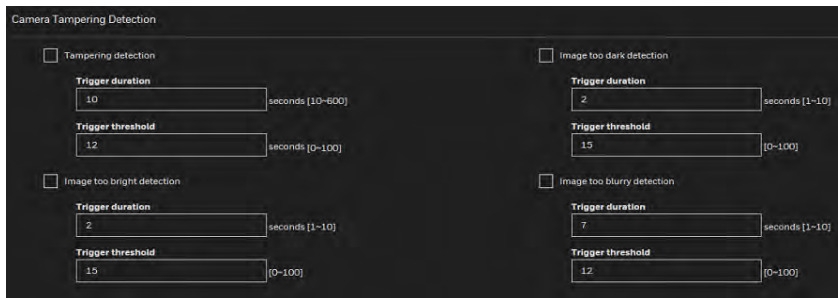 Camera Tampering Detection
Tampering detection
Trigger duration
10 seconds [10~600]
Trigger threshold
12 seconds [0~100]
Image too dark detection
Trigger duration
2 seconds [1~10]
Trigger threshold
15 [0~100]
Image too bright detection
Trigger duration
2 seconds [1~10]
Trigger threshold
15 [0~100]
Image too blurry detection
Trigger duration
7 seconds [1~10]
Trigger threshold
12 [0~100]